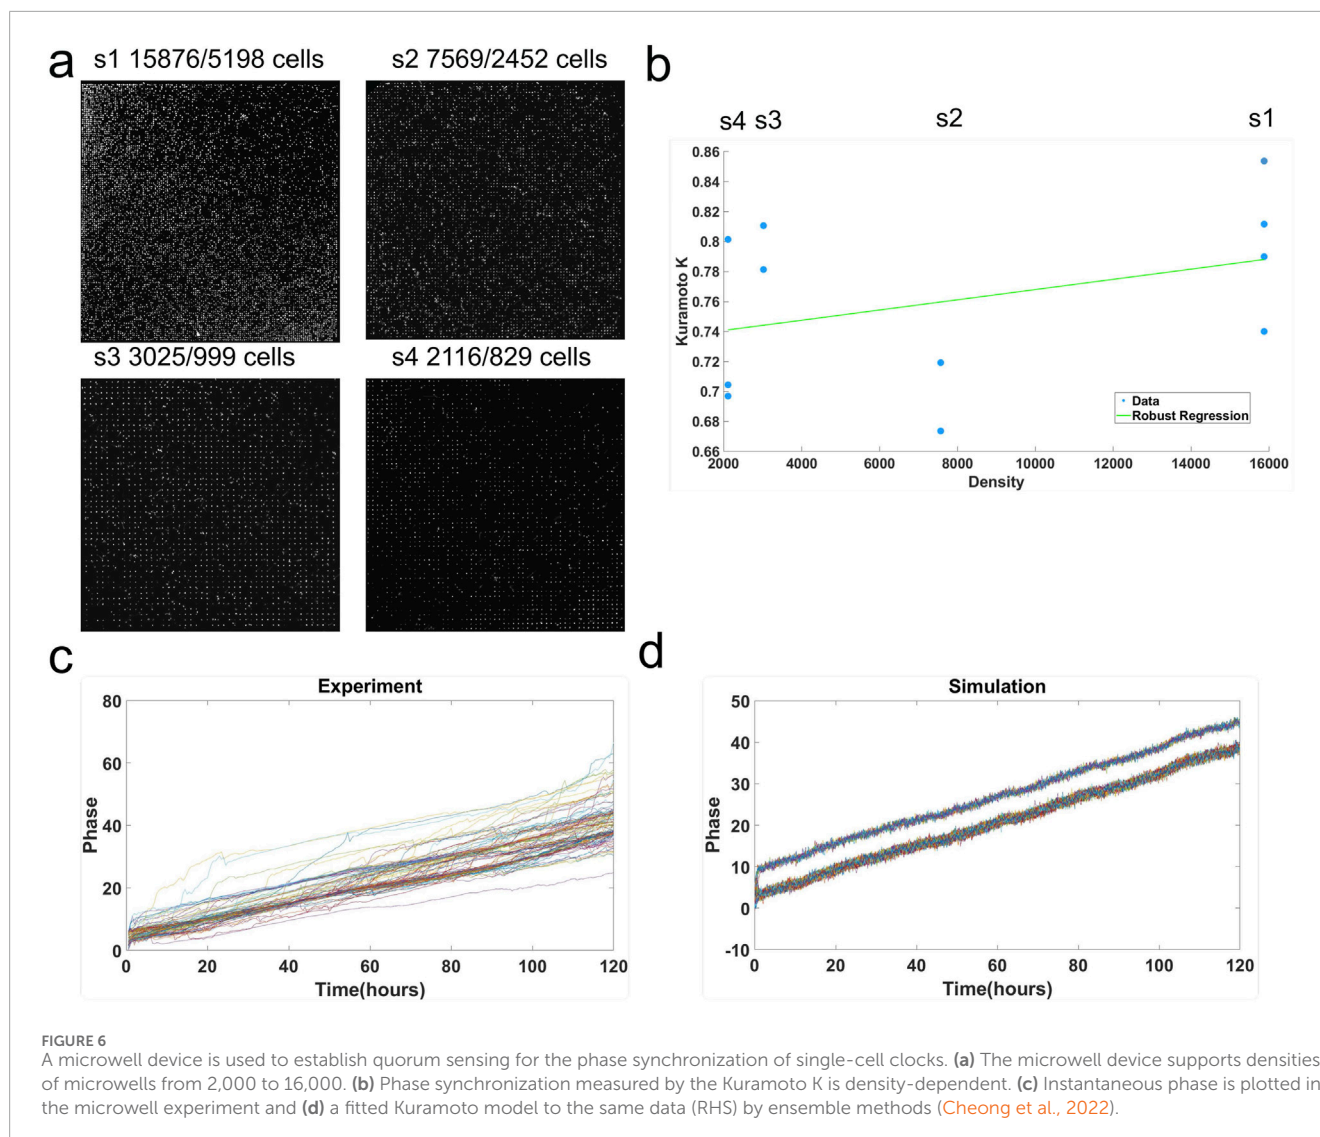 a
s1 15876/5198 cells
s2 7569/2452 cells
s3 3025/999 cells
s4 2116/829 cells
b
s4 s3 s2 s1
0.86
0.84
0.82
0.8
0.78
0.76
0.74
0.72
0.7
0.68
0.66
Kuramoto K
Data
Robust Regression
2000 4000 6000 8000 10000 12000 14000 16000
Density
c
Experiment
80
60
40
20
0
Phase
0 20 40 60 80 100 120
Time(hours)
d
Simulation
50
40
30
20
10
0
-10
Phase
0 20 40 60 80 100 120
Time(hours)
FIGURE 6
A microwell device is used to establish quorum sensing for the phase synchronization of single-cell clocks. (a) The microwell device supports densities
of microwells from 2,000 to 16,000. (b) Phase synchronization measured by the Kuramoto K is density-dependent. (c) Instantaneous phase is plotted in
the microwell experiment and (d) a fitted Kuramoto model to the same data (RHS) by ensemble methods (Cheong et al., 2022).